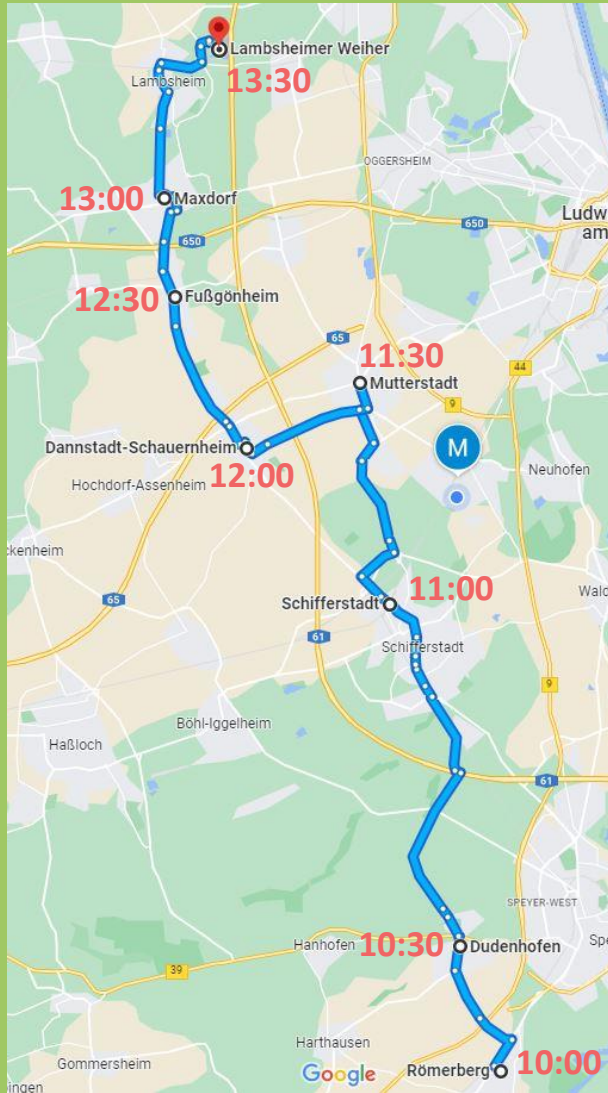 Lambsheimer Weiher
13:30
Lambsheim
OGGERSHEIM
13:00
Maxdorf
650
Ludw
am
650
12:30
Fußgönheim
65
11:30
Mutterstadt
44
9
Dannstadt-Schauernheim
12:00
M
Hochdorf-Assenheim
Neuhofen
ckenheim
65
Schifferstadt
11:00
Wald
61
Schifferstadt
9
Böhl-Iggelheim
Haßloch
61
SPEYER-WEST
Hanhofen
10:30
Dudenhofen
Spe
39
Harthausen
Gommersheim
Google
Römerberg
10:00
ingen